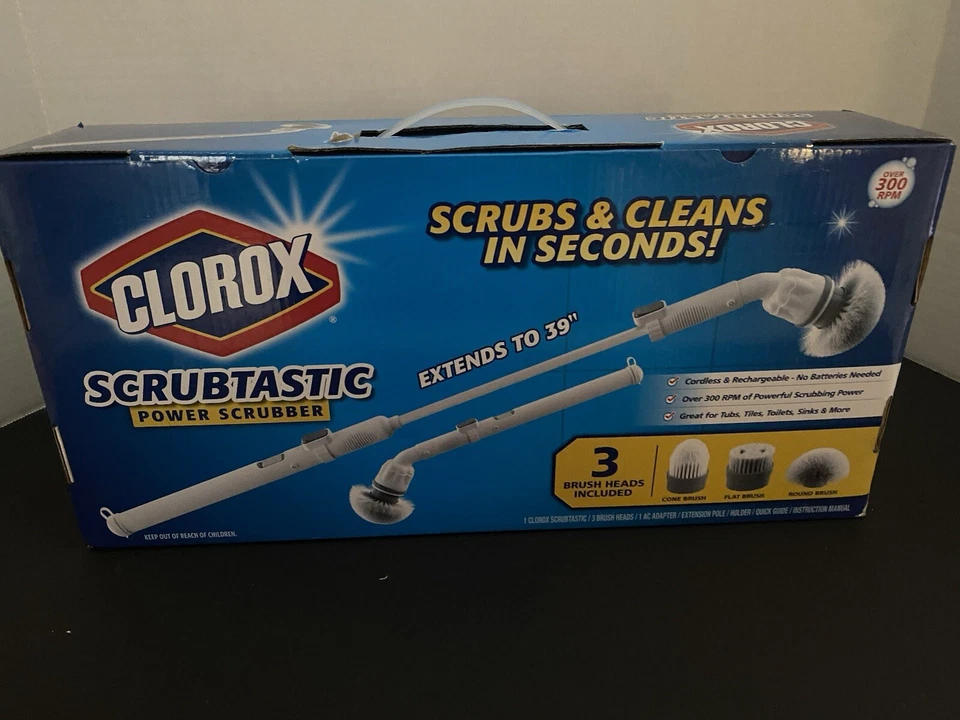 SCRUBTASTIC
CLOROX
OVER
300
RPM
CLOROX
®
SCRUBS & CLEANS
IN SECONDS!
EXTENDS TO 39"
SCRUBTASTIC
POWER SCRUBBER
Cordless & Rechargeable - No Batteries Needed
Over 300 RPM of Powerful Scrubbing Power
Great for Tubs, Tiles, Toilets, Sinks & More
3
BRUSH HEADS
INCLUDED
CONE BRUSH
FLAT BRUSH
ROUND BRUSH
1 CLOROX SCRUBTASTIC / 3 BRUSH HEADS / 1 AC ADAPTER / EXTENSION POLE / HOLDER / QUICK GUIDE / INSTRUCTION MANUAL
KEEP OUT OF REACH OF CHILDREN.